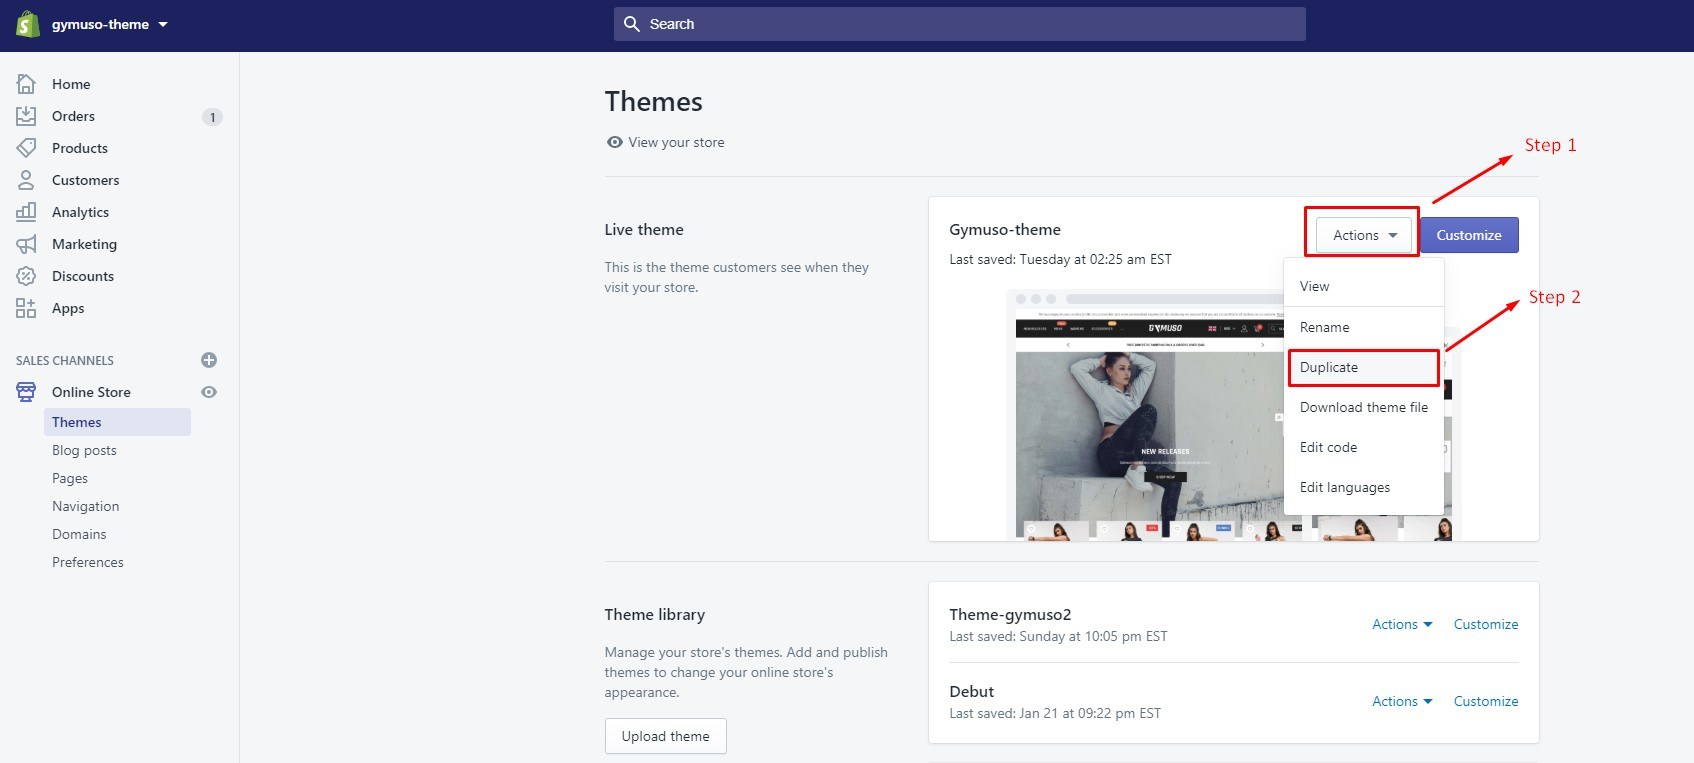 gymuso-theme
Search
Home
Orders
1
Products
Customers
Analytics
Marketing
Discounts
Apps
SALES CHANNELS
Online Store
Themes
Blog posts
Pages
Navigation
Domains
Preferences
Themes
View your store
Step 1
Live theme
This is the theme customers see when they
visit your store.
Gymuso-theme
Last saved: Tuesday at 02:25 am EST
Actions
Customize
View
Rename
Duplicate
Download theme file
Edit code
Edit languages
Step 2
GYMUSO
NEW RELEASES
SHOP NOW
Theme library
Manage your store's themes. Add and publish
themes to change your online store's
appearance.
Upload theme
Theme-gymuso2
Last saved: Sunday at 10:05 pm EST
Actions
Customize
Debut
Last saved: Jan 21 at 09:22 pm EST
Actions
Customize